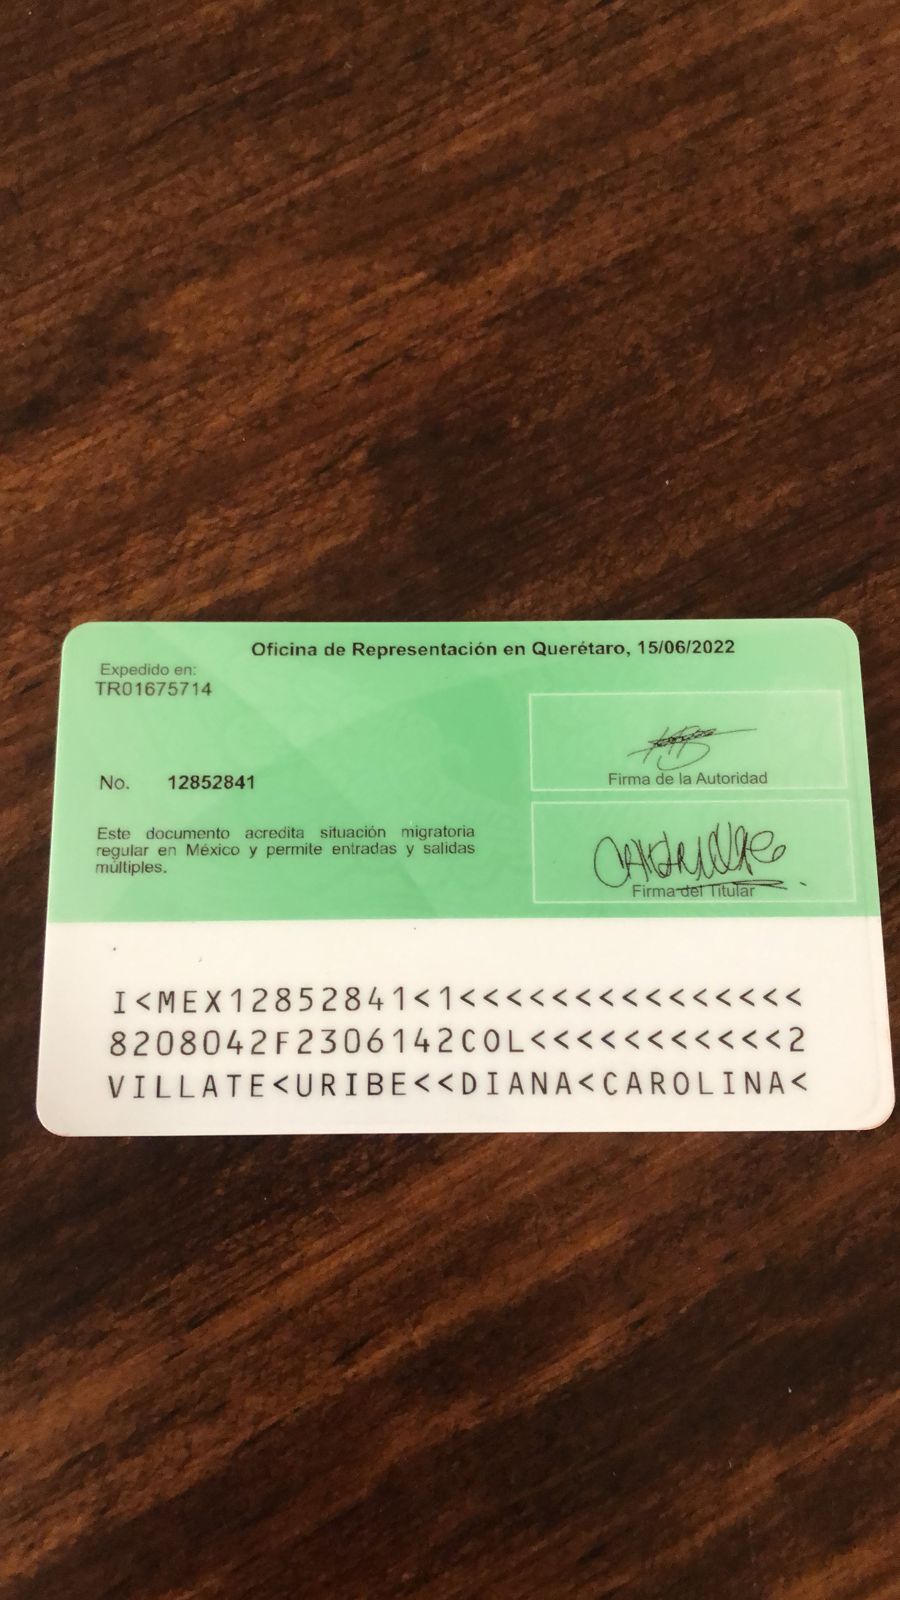 Oficina de Representación en Querétaro, 15/06/2022
Expedido en:
TR01675714
No. 12852841
Firma de la Autoridad
Este documento acredita situación migratoria
regular en México y permite entradas y salidas
múltiples.
Firma del Titular
I<MEX12852841<1<<<<<<<<<<<<<<<
8208042F2306142COL<<<<<<<<<<<2
VILLATE<URIBE<<DIANA<CAROLINA<